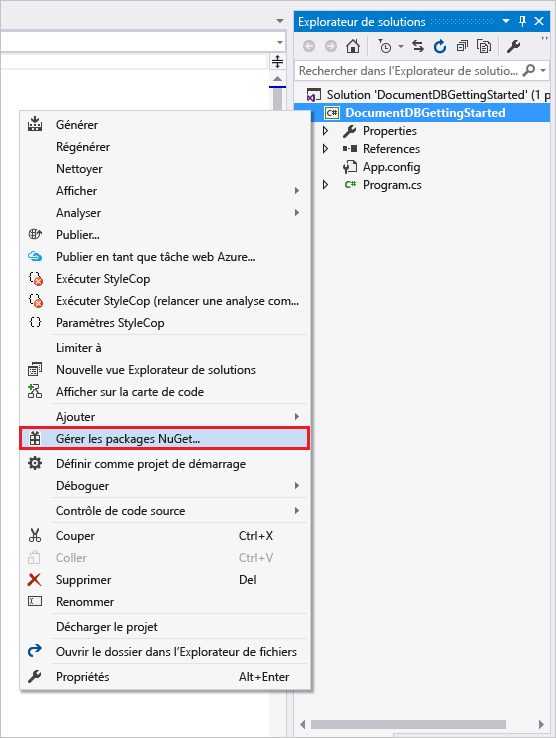 Explorateur de solutions
Rechercher dans l'Explorateur de solutio...
Solution 'DocumentDBGettingStarted' (1 p
C# DocumentDBGettingStarted
Properties
References
App.config
C# Program.cs
Générer
Régénérer
Nettoyer
Afficher
Analyser
Publier...
Publier en tant que tâche web Azure...
Exécuter StyleCop
Exécuter StyleCop (relancer une analyse com...
Paramètres StyleCop
Limiter à
Nouvelle vue Explorateur de solutions
Afficher sur la carte de code
Ajouter
Gérer les packages NuGet...
Définir comme projet de démarrage
Déboguer
Contrôle de code source
Couper Ctrl+X
Coller Ctrl+V
Supprimer Del
Renommer
Décharger le projet
Ouvrir le dossier dans l'Explorateur de fichiers
Propriétés Alt+Enter